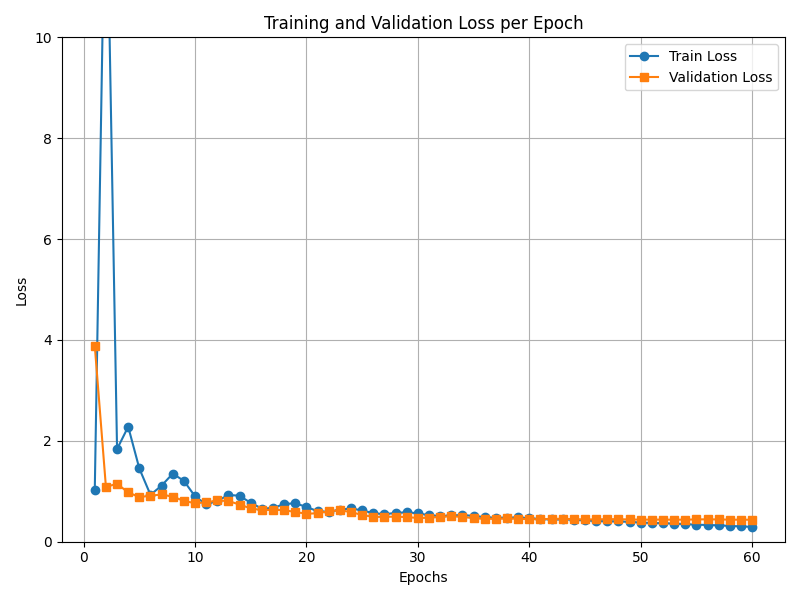 Training and Validation Loss per Epoch
Train Loss
Validation Loss
10
8
6
4
2
0
Loss
0 10 20 30 40 50 60
Epochs